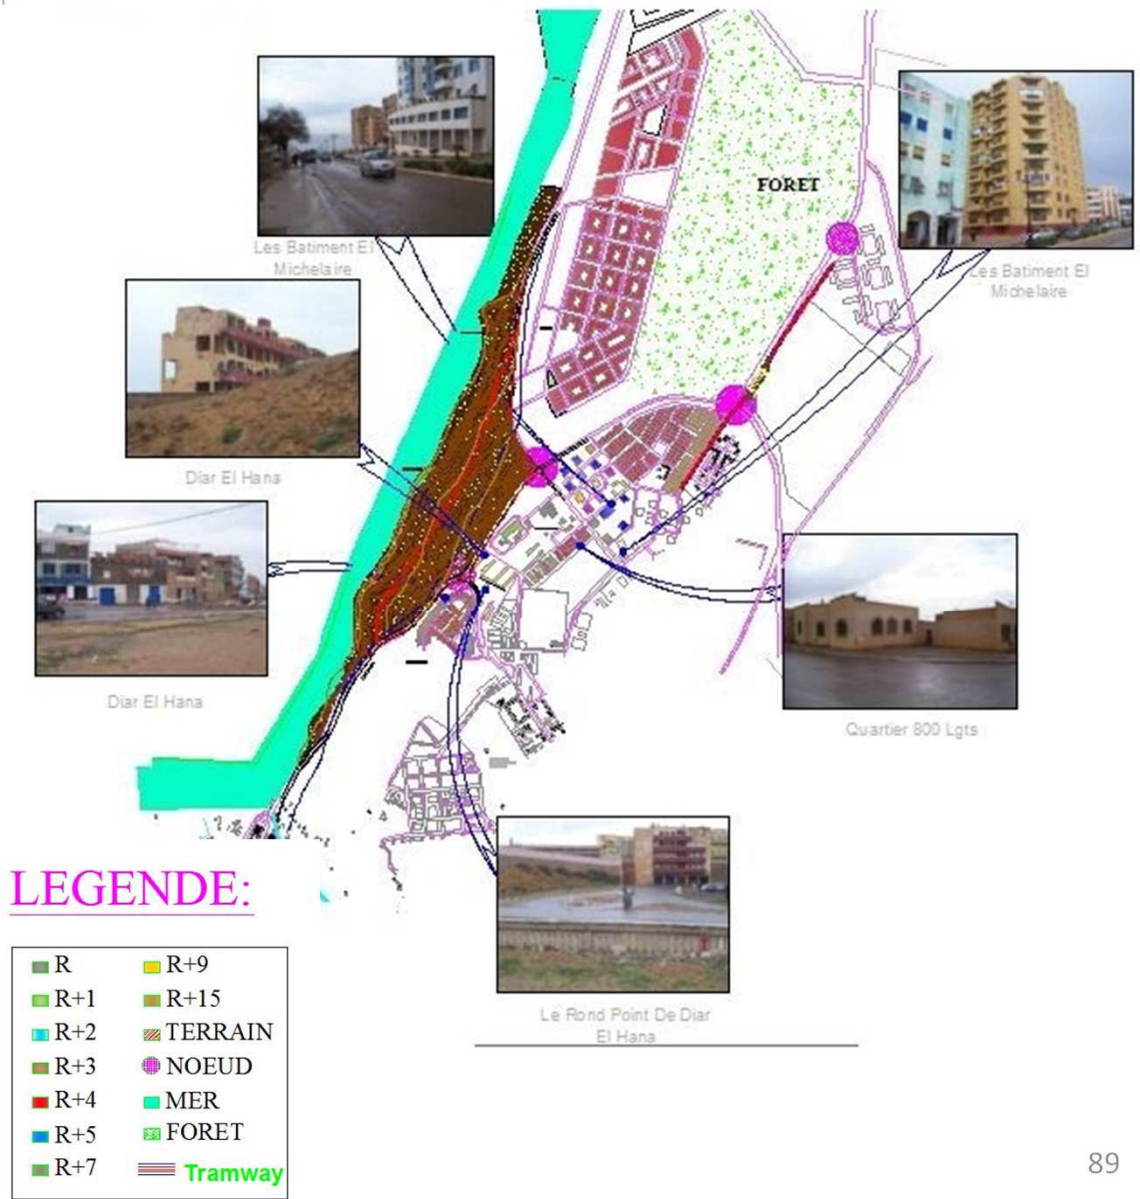 FORET
Les Batiment El
Michelaire
Les Batiment El
Michelaire
Diar El Hana
Diar El Hana
Quartier 800 Lgts
Le Rond Point De Diar
El Hana
LEGENDE:
R
R+1
R+2
R+3
R+4
R+5
R+7
R+9
R+15
TERRAIN
NOEUD
MER
FORET
Tramway
89